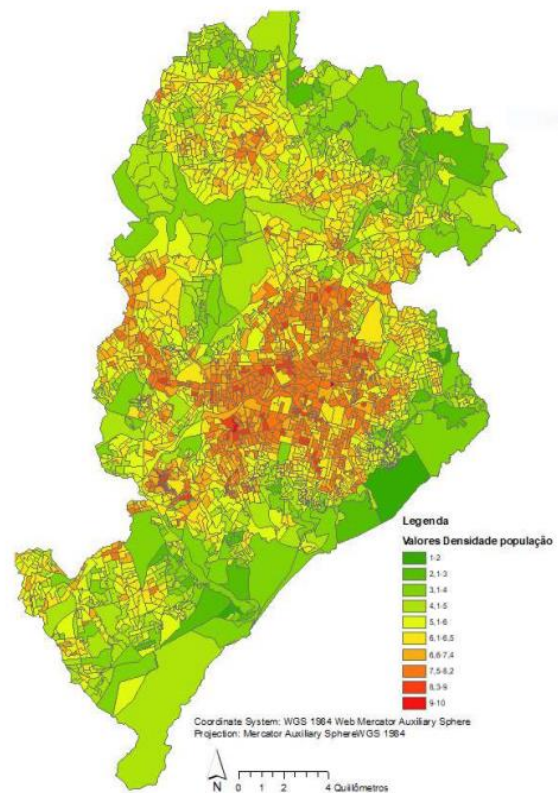 Legenda
Valores Densidade população
1-2
2,1-3
3,1-4
4,1-5
5,1-6
6,1-6,5
6,6-7,4
7,5-8,2
8,3-9
9-10
Coordinate System: WGS 1984 Web Mercator Auxiliary Sphere
Projection: Mercator Auxiliary SphereWGS 1984
N
0 1 2 4 Quillômetros